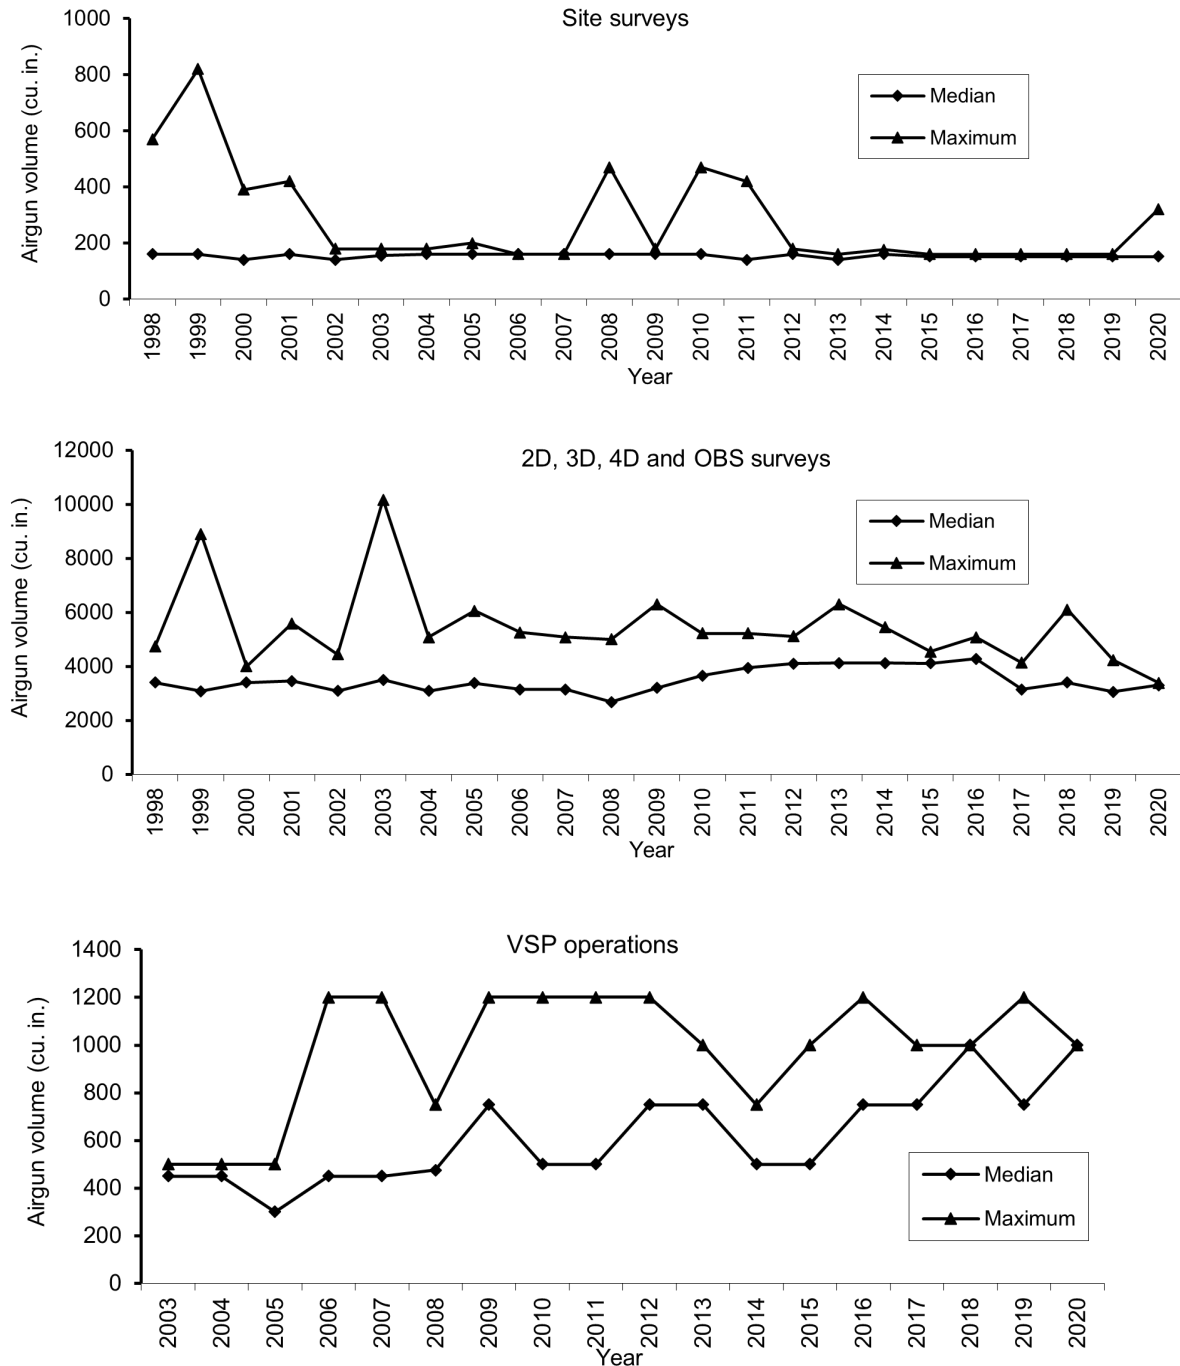 Site surveys
Airgun volume (cu. in.)
1000
800
600
400
200
0
Median
Maximum
1998 1999 2000 2001 2002 2003 2004 2005 2006 2007 2008 2009 2010 2011 2012 2013 2014 2015 2016 2017 2018 2019 2020
Year
2D, 3D, 4D and OBS surveys
Airgun volume (cu. in.)
12000
10000
8000
6000
4000
2000
0
Median
Maximum
1998 1999 2000 2001 2002 2003 2004 2005 2006 2007 2008 2009 2010 2011 2012 2013 2014 2015 2016 2017 2018 2019 2020
Year
VSP operations
Airgun volume (cu. in.)
1400
1200
1000
800
600
400
200
0
Median
Maximum
2003 2004 2005 2006 2007 2008 2009 2010 2011 2012 2013 2014 2015 2016 2017 2018 2019 2020
Year